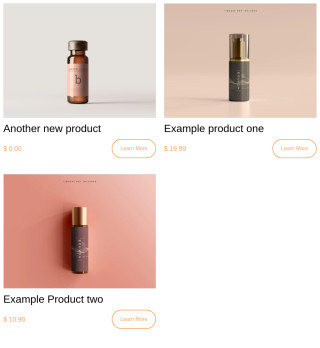 b
Another new product
$ 0.00
Learn More
Example product one
$ 19.99
Learn More
Example Product two
$ 10.90
Learn More